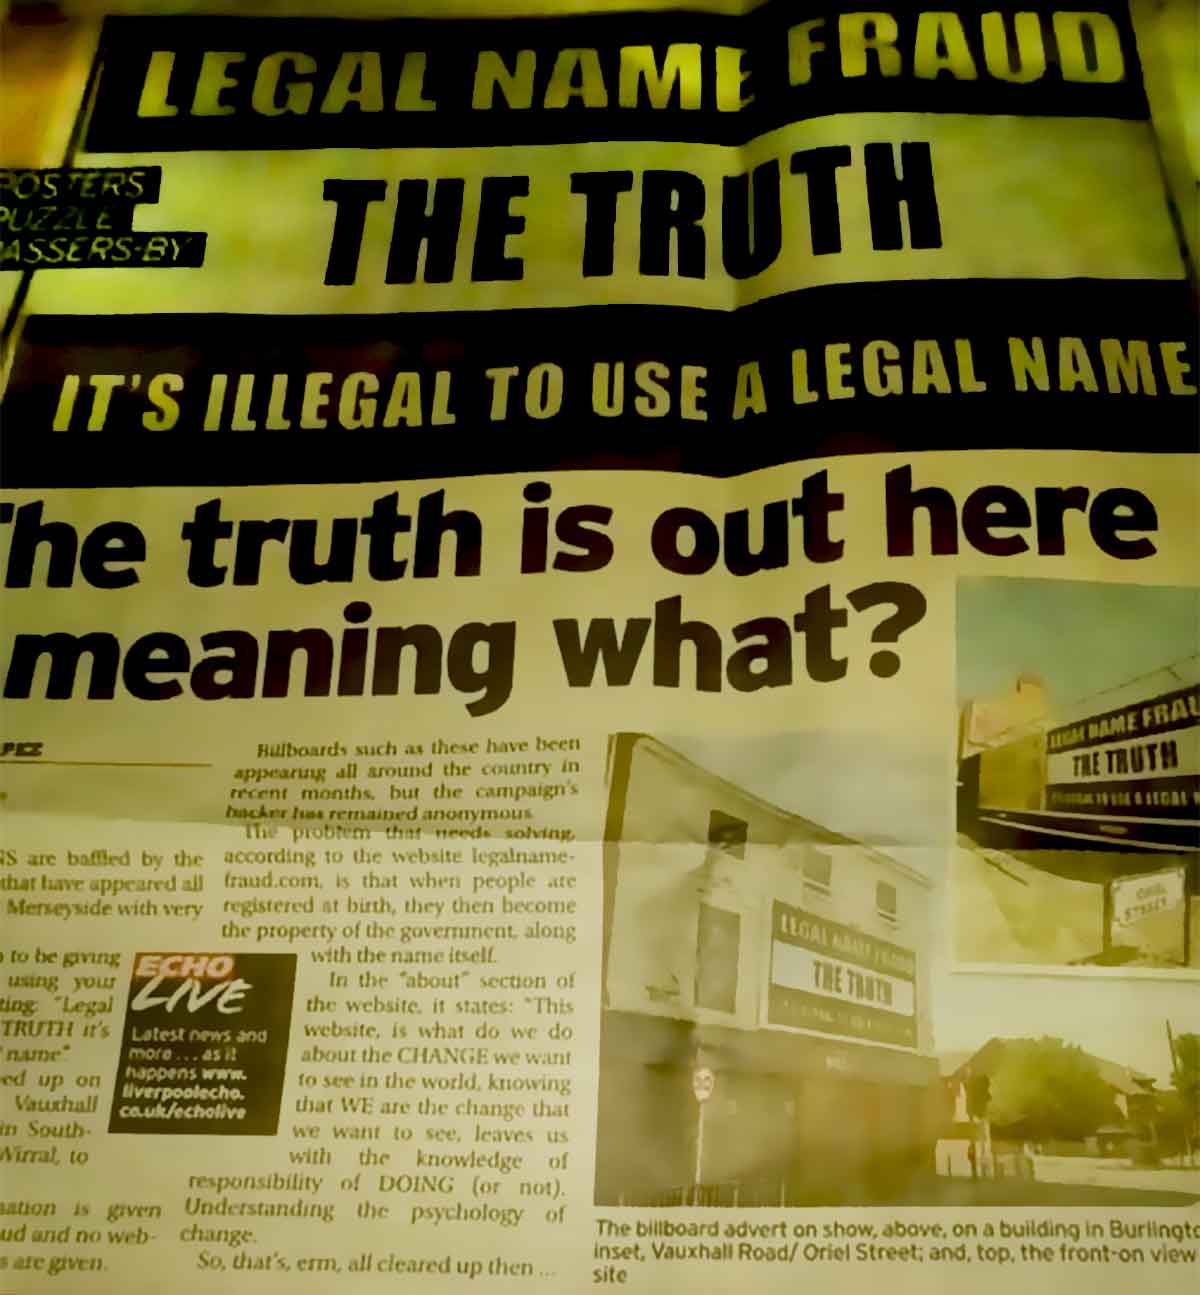 LEGAL NAME FRAUD
THE TRUTH
POSTERS
PUZZLE
PASSERS-BY
IT'S ILLEGAL TO USE A LEGAL NAME
The truth is out here
meaning what?
PEZ
are baffled by the
that have appeared all
Merseyside with very
to be giving
using your
"Legal
TRUTH it's
name"
up on
Vauxhall
in South-
Wirral, to
is given
and no web-
are given.
ECHO
LIVE
Latest news and
more ... as it
happens www.
liverpoolecho.
co.uk/echolive
Billboards such as these have been
appearing all around the country in
recent months, but the campaign's
backer has remained anonymous.
The problem that needs solving,
according to the website legalname-
fraud.com, is that when people are
registered at birth, they then become
the property of the government, along
with the name itself.
In the "about" section of
the website, it states: "This
website, is what do we do
about the CHANGE we want
to see in the world, knowing
that WE are the change that
we want to see, leaves us
with the knowledge of
responsibility of DOING (or not).
Understanding the psychology of
change.
So, that's, erm, all cleared up then ...
LEGAL NAME FRAU
THE TRUTH
ORIEL
STREET
LEGAL NAME FRAUD
THE TRUTH
30
The billboard advert on show, above, on a building in Burlingto
inset, Vauxhall Road/ Oriel Street; and, top, the front-on view
site